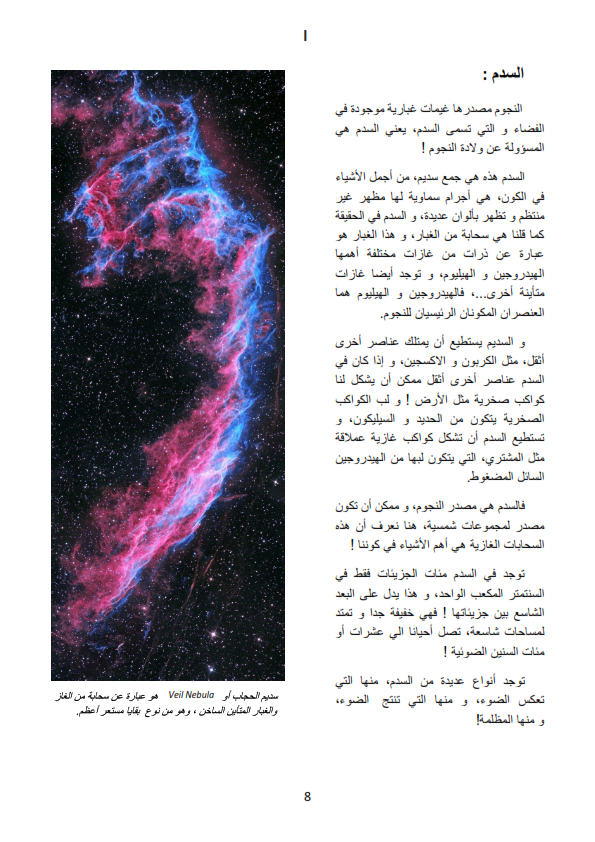 ا
السدم :
النجوم مصدرها غيمات غبارية موجودة في
الفضاء و التي تسمى السدم، يعني السدم هي
المسؤولة عن ولادة النجوم !
السدم هذه هي جمع سديم، من أجمل الأشياء
في الكون، هي أجرام سماوية لها مظهر غير
منتظم و تظهر بألوان عديدة، و السدم في الحقيقة
كما قلنا هي سحابة من الغبار، و هذا الغبار هو
عبارة عن ذرات من غازات مختلفة أهمها
الهيدروجين و الهيليوم، و توجد أيضا غازات
متأينة أخرى...، فالهيدروجين و الهيليوم هما
العنصران المكونان الرئيسيان للنجوم.
و السديم يستطيع أن يمتلك عناصر أخرى
أثقل، مثل الكربون و الاكسجين، و إذا كان في
السدم عناصر أخرى أثقل ممكن أن يشكل لنا
كواكب صخرية مثل الأرض ! و لب الكواكب
الصخرية يتكون من الحديد و السيليكون، و
تستطيع السدم أن تشكل كواكب غازية عملاقة
مثل المشتري، التي يتكون لبها من الهيدروجين
السائل المضغوط.
فالسدم هي مصدر النجوم، و ممكن أن تكون
مصدر لمجموعات شمسية، هنا نعرف أن هذه
السحابات الغازية هي أهم الأشياء في كوننا !
توجد في السدم مئات الجزيئات فقط في
السنتمتر المكعب الواحد، و هذا يدل على البعد
الشاسع بين جزيئاتها ! فهي خفيفة جدا و تمتد
لمساحات شاسعة، تصل أحيانا الي عشرات أو
مئات السنين الضوئية !
توجد أنواع عديدة من السدم، منها التي
تعكس الضوء، و منها التي تنتج الضوء،
و منها المظلمة!
سديم الحجاب أو Veil Nebula هو عبارة عن سحابة من الغاز
والغبار المتأين الساخن ، وهو من نوع بقايا مستعر أعظم.
8